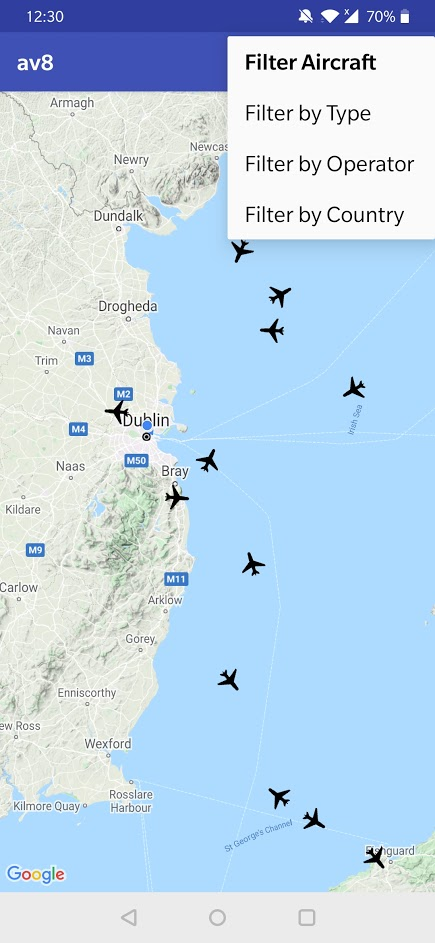 12:30
x
70%
av8
Filter Aircraft
Filter by Type
Filter by Operator
Filter by Country
Armagh
Newry
Newcas
Dundalk
Drogheda
Navan
Trim
M3
M2
Dublin
M4
M50
Irish Sea
Naas
Bray
Kildare
M9
M11
Carlow
Arklow
Gorey
Enniscorthy
ew Ross
Wexford
Rosslare
Harbour
Kilmore Quay
St George's Channel
Fishguard
Google